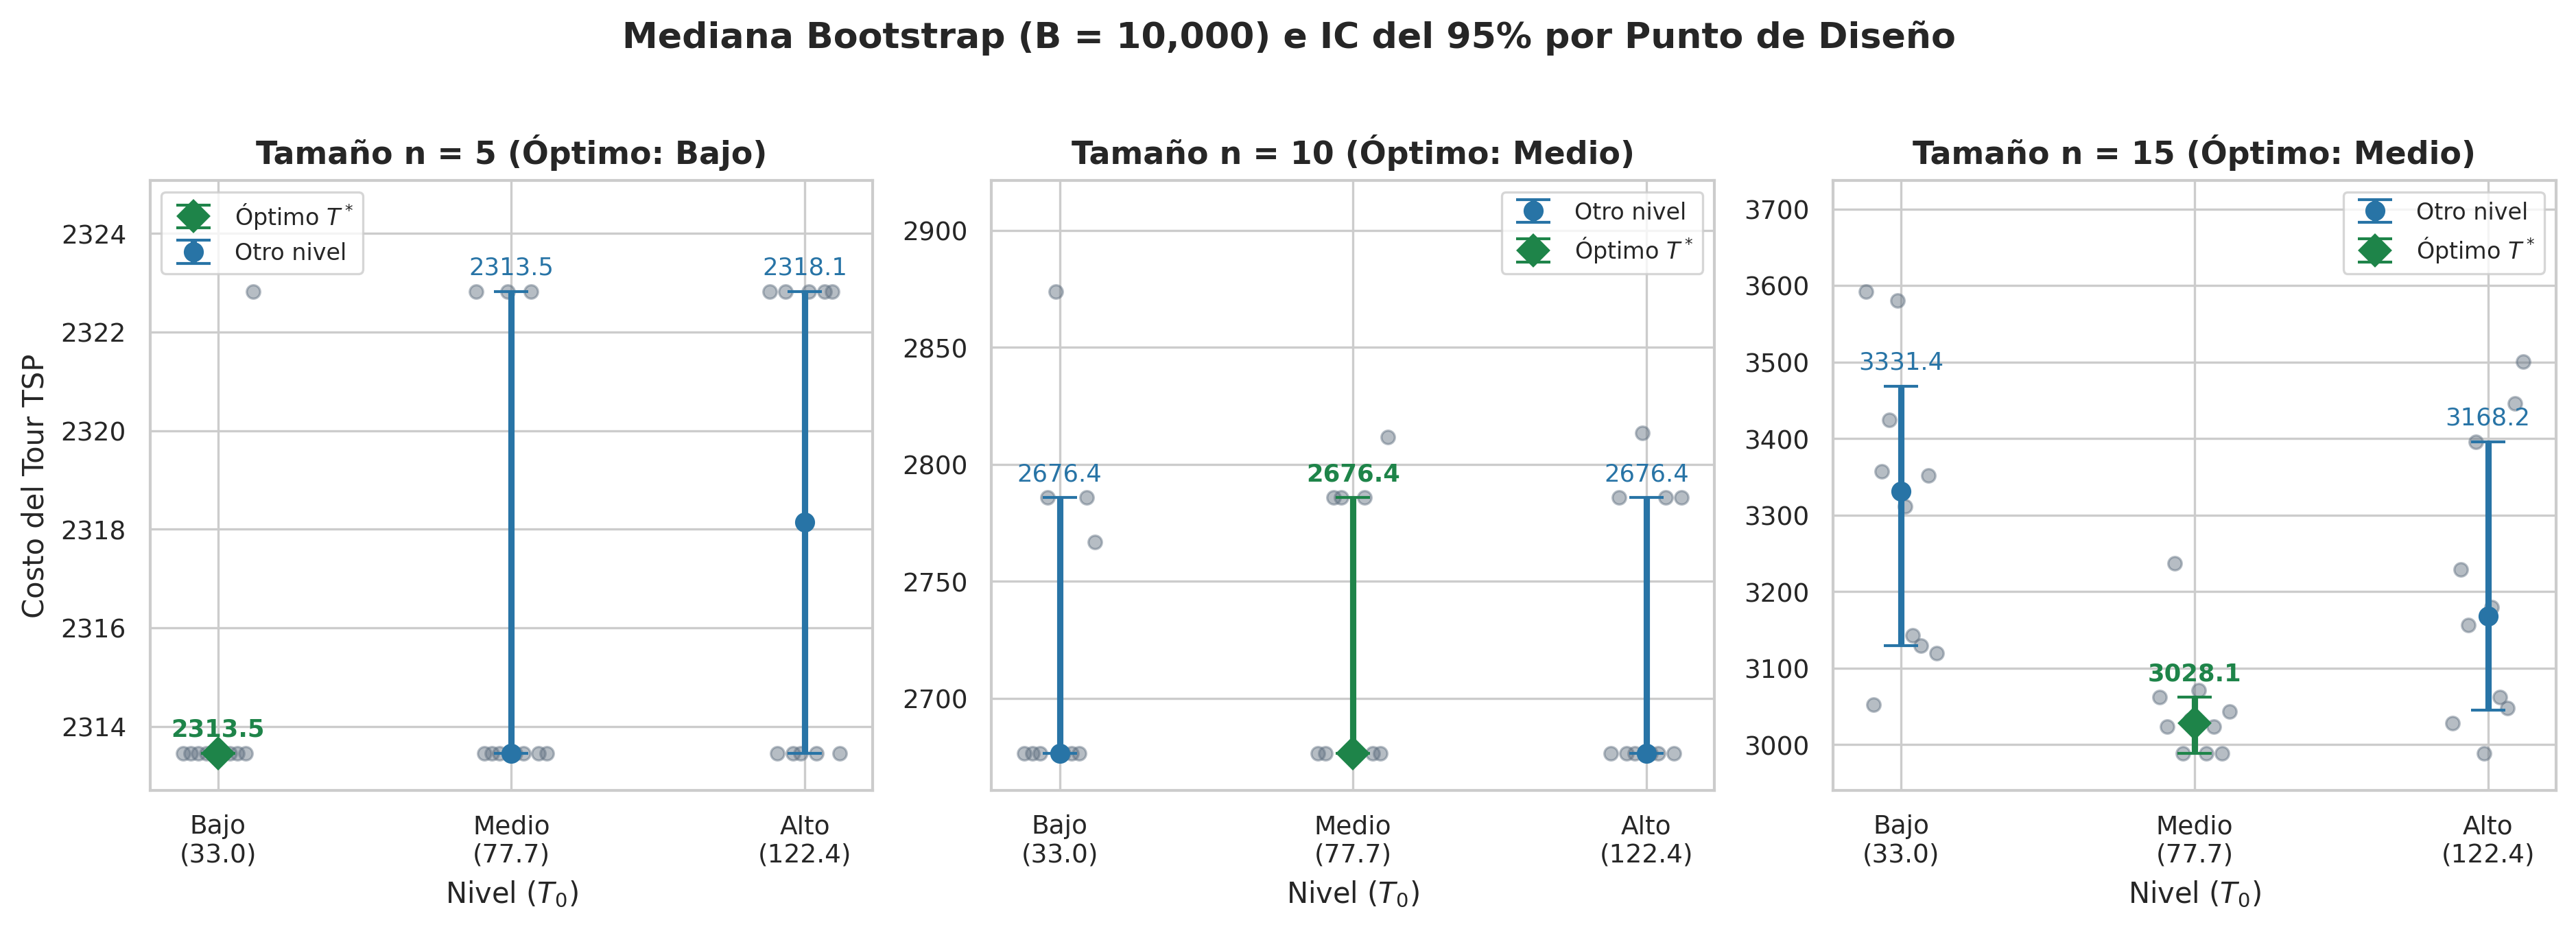 Mediana Bootstrap (B = 10,000) e IC del 95% por Punto de Diseño
Tamaño n = 5 (Óptimo: Bajo)
Costo del Tour TSP
2324
2322
2320
2318
2316
2314
Óptimo T*
Otro nivel
2313.5
2313.5
2318.1
Bajo
(33.0)
Medio
(77.7)
Alto
(122.4)
Nivel (T₀)
Tamaño n = 10 (Óptimo: Medio)
2900
2850
2800
2750
2700
Otro nivel
Óptimo T*
2676.4
2676.4
2676.4
Bajo
(33.0)
Medio
(77.7)
Alto
(122.4)
Nivel (T₀)
Tamaño n = 15 (Óptimo: Medio)
3700
3600
3500
3400
3300
3200
3100
3000
Otro nivel
Óptimo T*
3331.4
3028.1
3168.2
Bajo
(33.0)
Medio
(77.7)
Alto
(122.4)
Nivel (T₀)